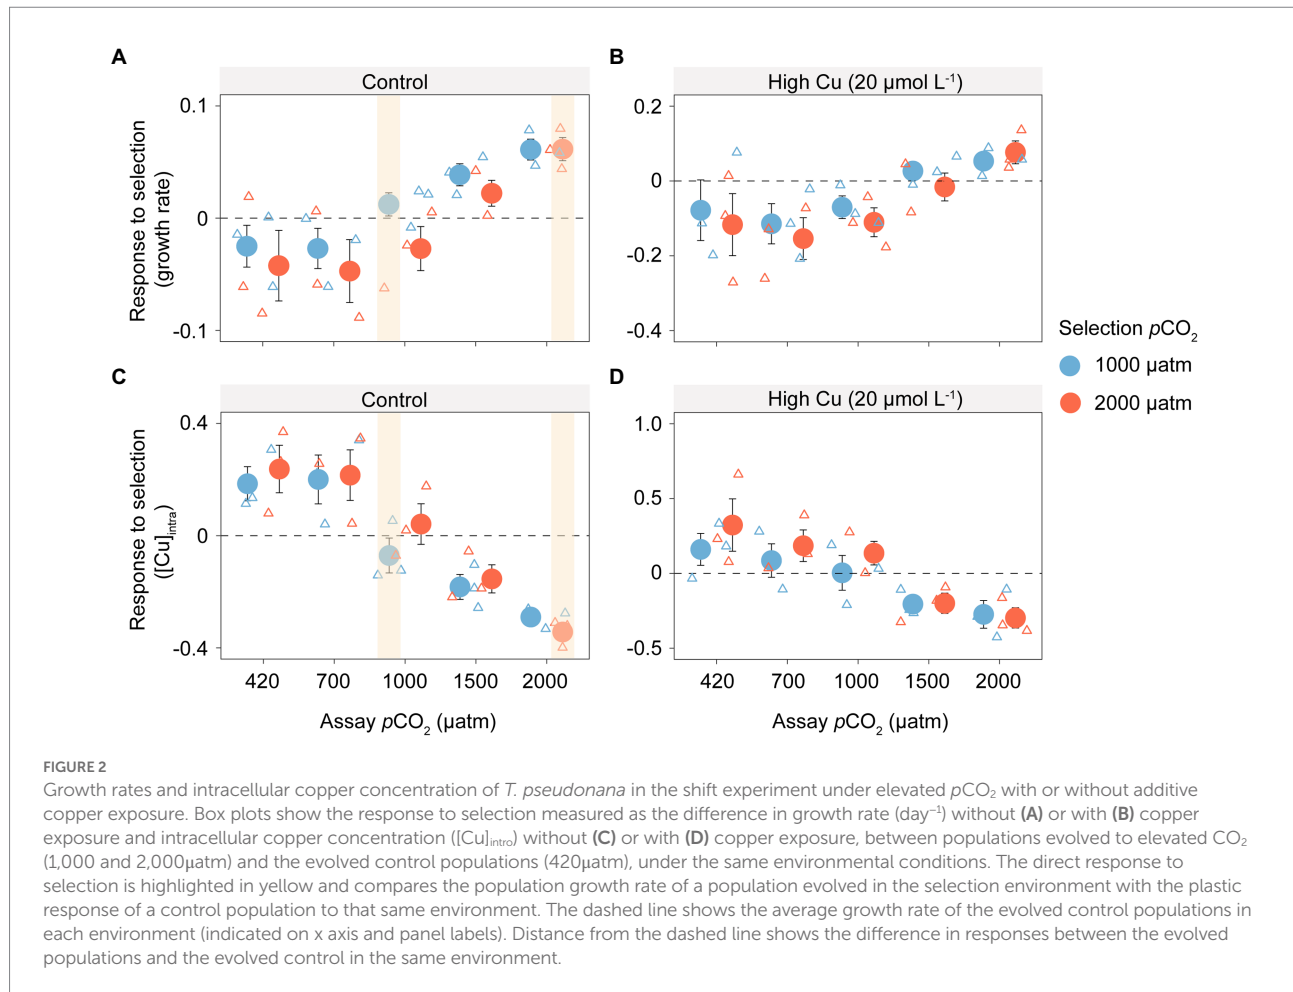 A
Control
0.1
0
-0.1
Response to selection
(growth rate)
B
High Cu (20 µmol L⁻¹)
0.2
0
-0.2
-0.4
Selection pCO₂
1000 µatm
2000 µatm
C
Control
0.4
0
-0.4
Response to selection
([Cu]intra)
420 700 1000 1500 2000
Assay pCO₂ (µatm)
D
High Cu (20 µmol L⁻¹)
1.0
0.5
0
-0.5
420 700 1000 1500 2000
Assay pCO₂ (µatm)
FIGURE 2
Growth rates and intracellular copper concentration of T. pseudonana in the shift experiment under elevated pCO₂ with or without additive
copper exposure. Box plots show the response to selection measured as the difference in growth rate (day⁻¹) without (A) or with (B) copper
exposure and intracellular copper concentration ([Cu]intro) without (C) or with (D) copper exposure, between populations evolved to elevated CO₂
(1,000 and 2,000µatm) and the evolved control populations (420µatm), under the same environmental conditions. The direct response to
selection is highlighted in yellow and compares the population growth rate of a population evolved in the selection environment with the plastic
response of a control population to that same environment. The dashed line shows the average growth rate of the evolved control populations in
each environment (indicated on x axis and panel labels). Distance from the dashed line shows the difference in responses between the evolved
populations and the evolved control in the same environment.